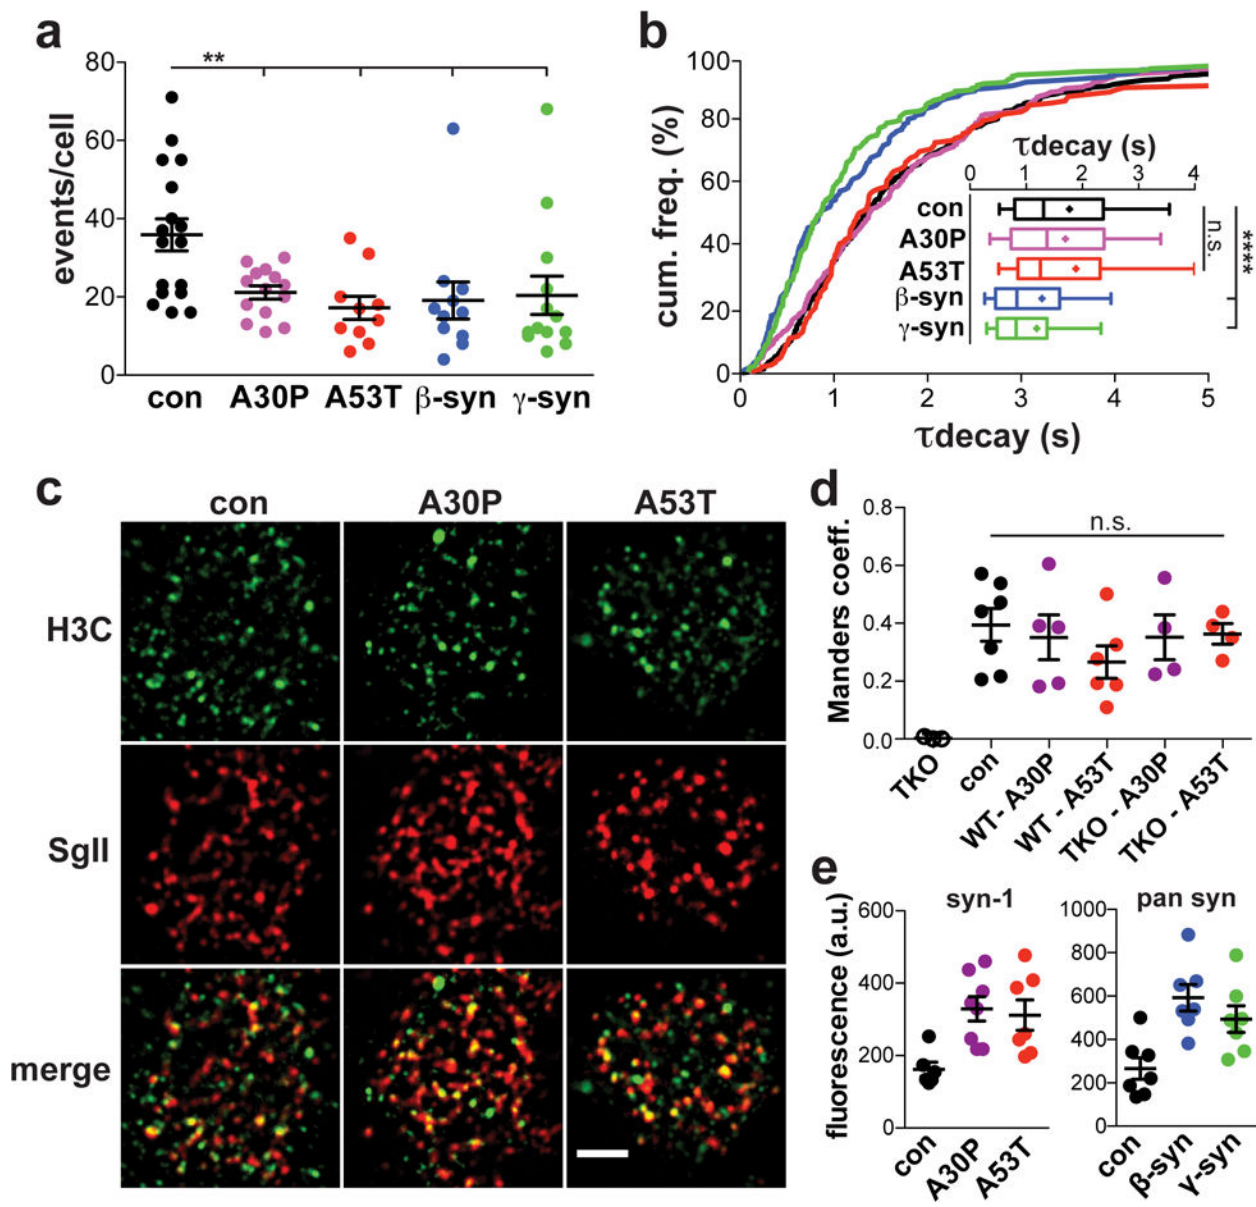 a
**
events/cell
80
60
40
20
0
con A30P A53T β-syn γ-syn
b
cum. freq. (%)
100
80
60
40
20
0
0 1 2 3 4 5
τdecay (s)
τdecay (s)
0 1 2 3 4
con
A30P
A53T
β-syn
γ-syn
n.s.
****
c
con A30P A53T
H3C
SgII
merge
d
Manders coeff.
0.8
0.6
0.4
0.2
0.0
n.s.
TKO
con
WT- A30P
WT - A53T
TKO - A30P
TKO - A53T
e
fluorescence (a.u.)
syn-1
600
400
200
0
con
A30P
A53T
pan syn
1000
800
600
400
200
0
con
β-syn
γ-syn